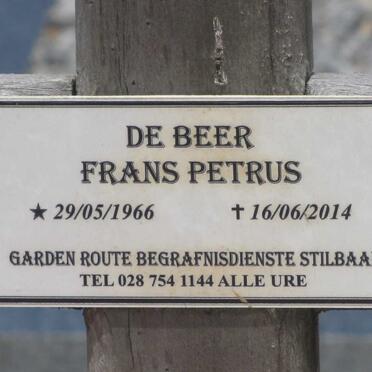 DE BEER
FRANS PETRUS
★ 29/05/1966 ✝ 16/06/2014
GARDEN ROUTE BEGRAFNISDIENSTE STILBAA
TEL 028 754 1144 ALLE URE